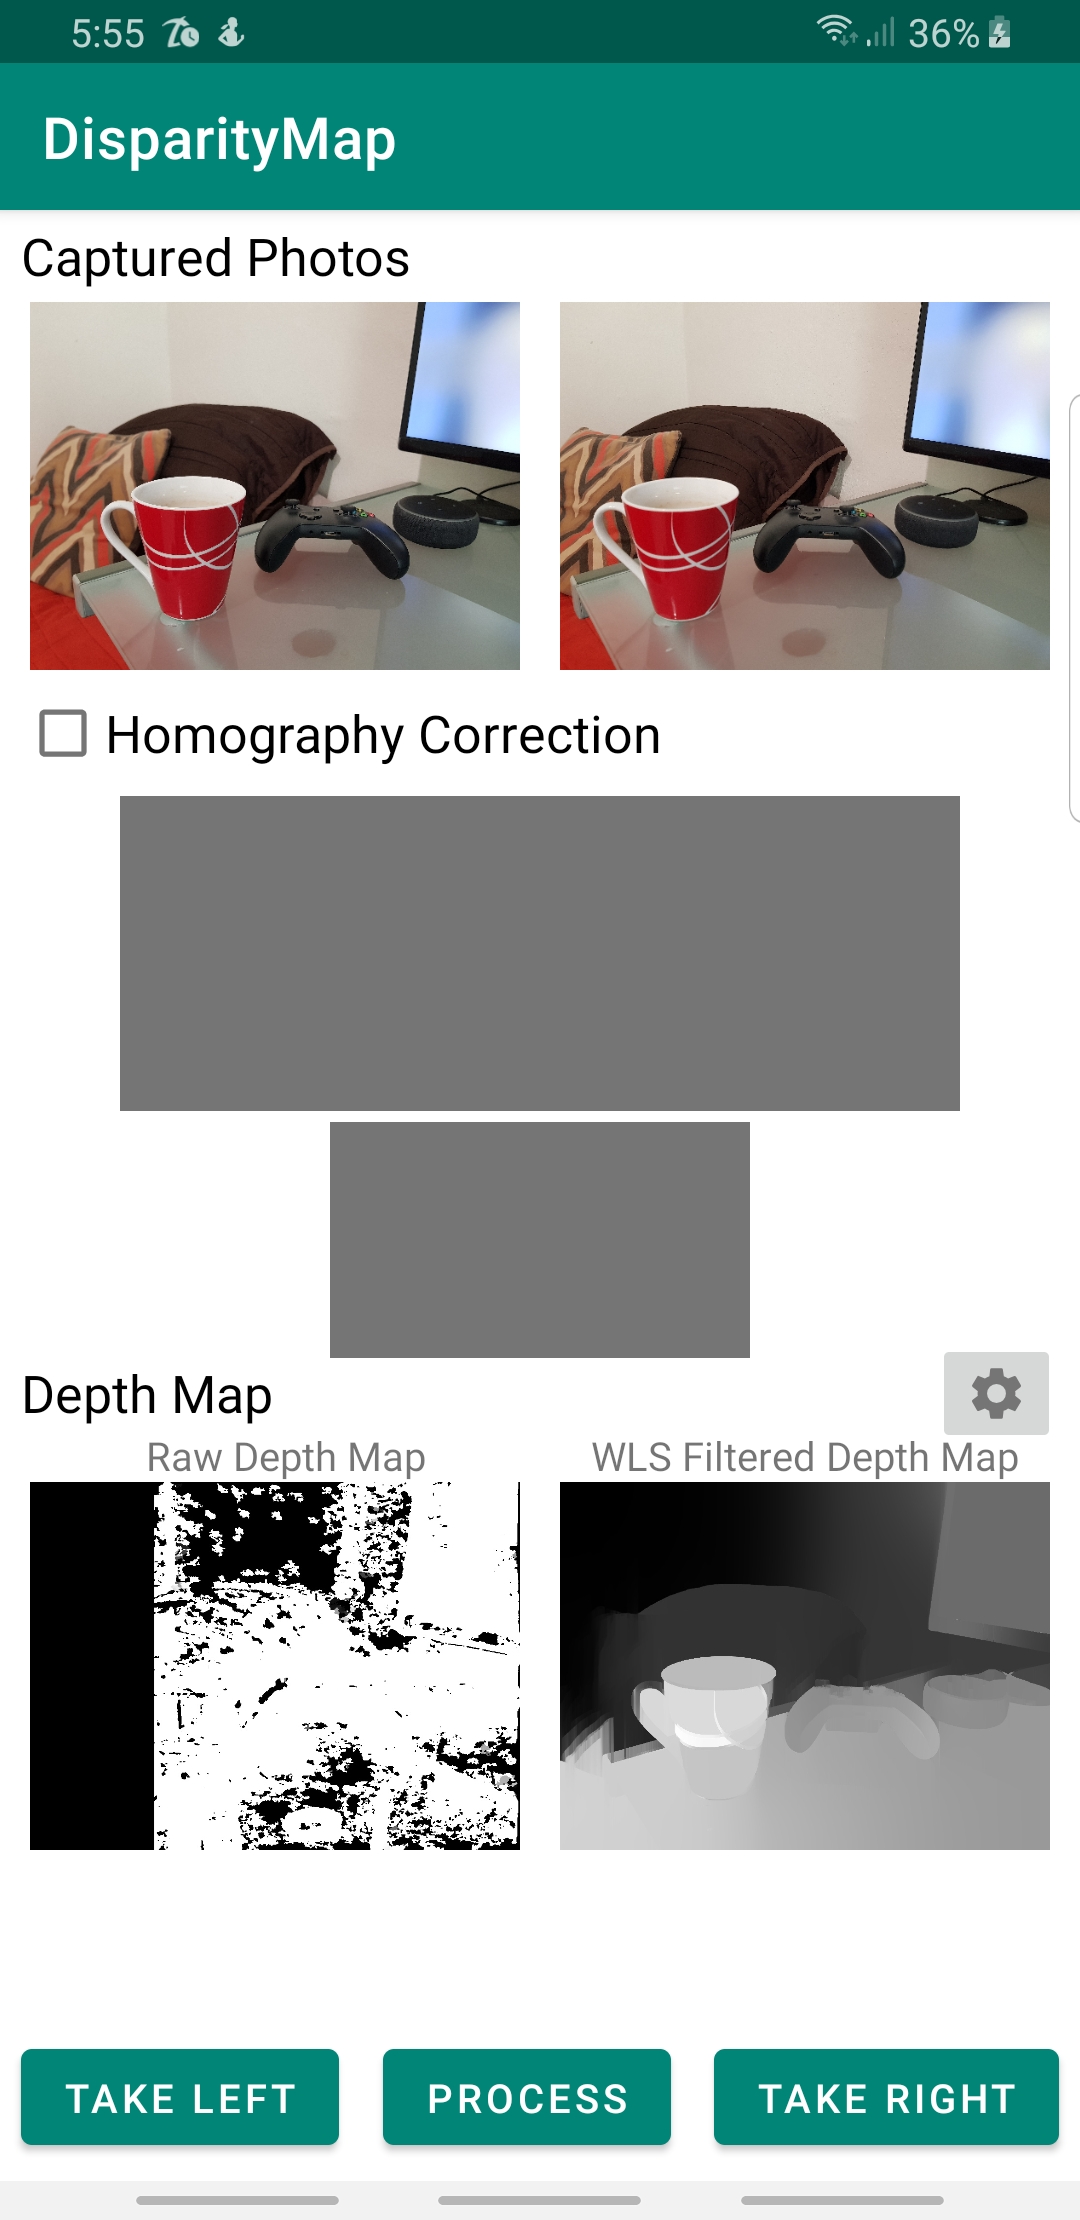 5:55 36%
DisparityMap
Captured Photos
Homography Correction
Depth Map
Raw Depth Map WLS Filtered Depth Map
TAKE LEFT PROCESS TAKE RIGHT